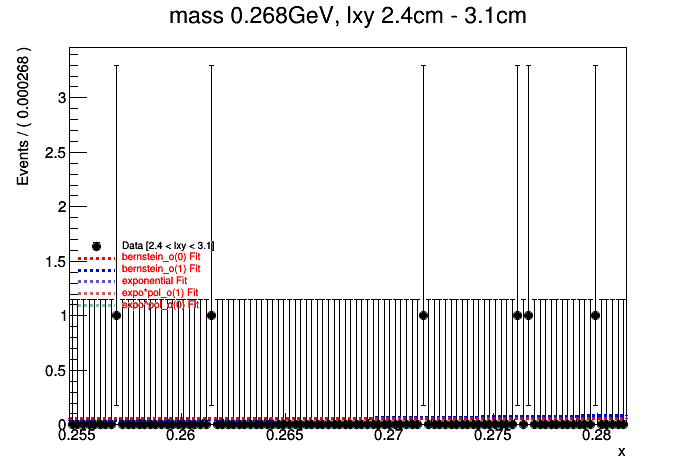 mass 0.268GeV, lxy 2.4cm - 3.1cm
Events / ( 0.000268 )
3
2.5
2
Data [2.4 < lxy < 3.1]
bernstein_o(0) Fit
1.5
bernstein_o(1) Fit
exponential Fit
expo*pol_o(1) Fit
1
0.5
0
0.255 0.26 0.265 0.27 0.275 0.28
x